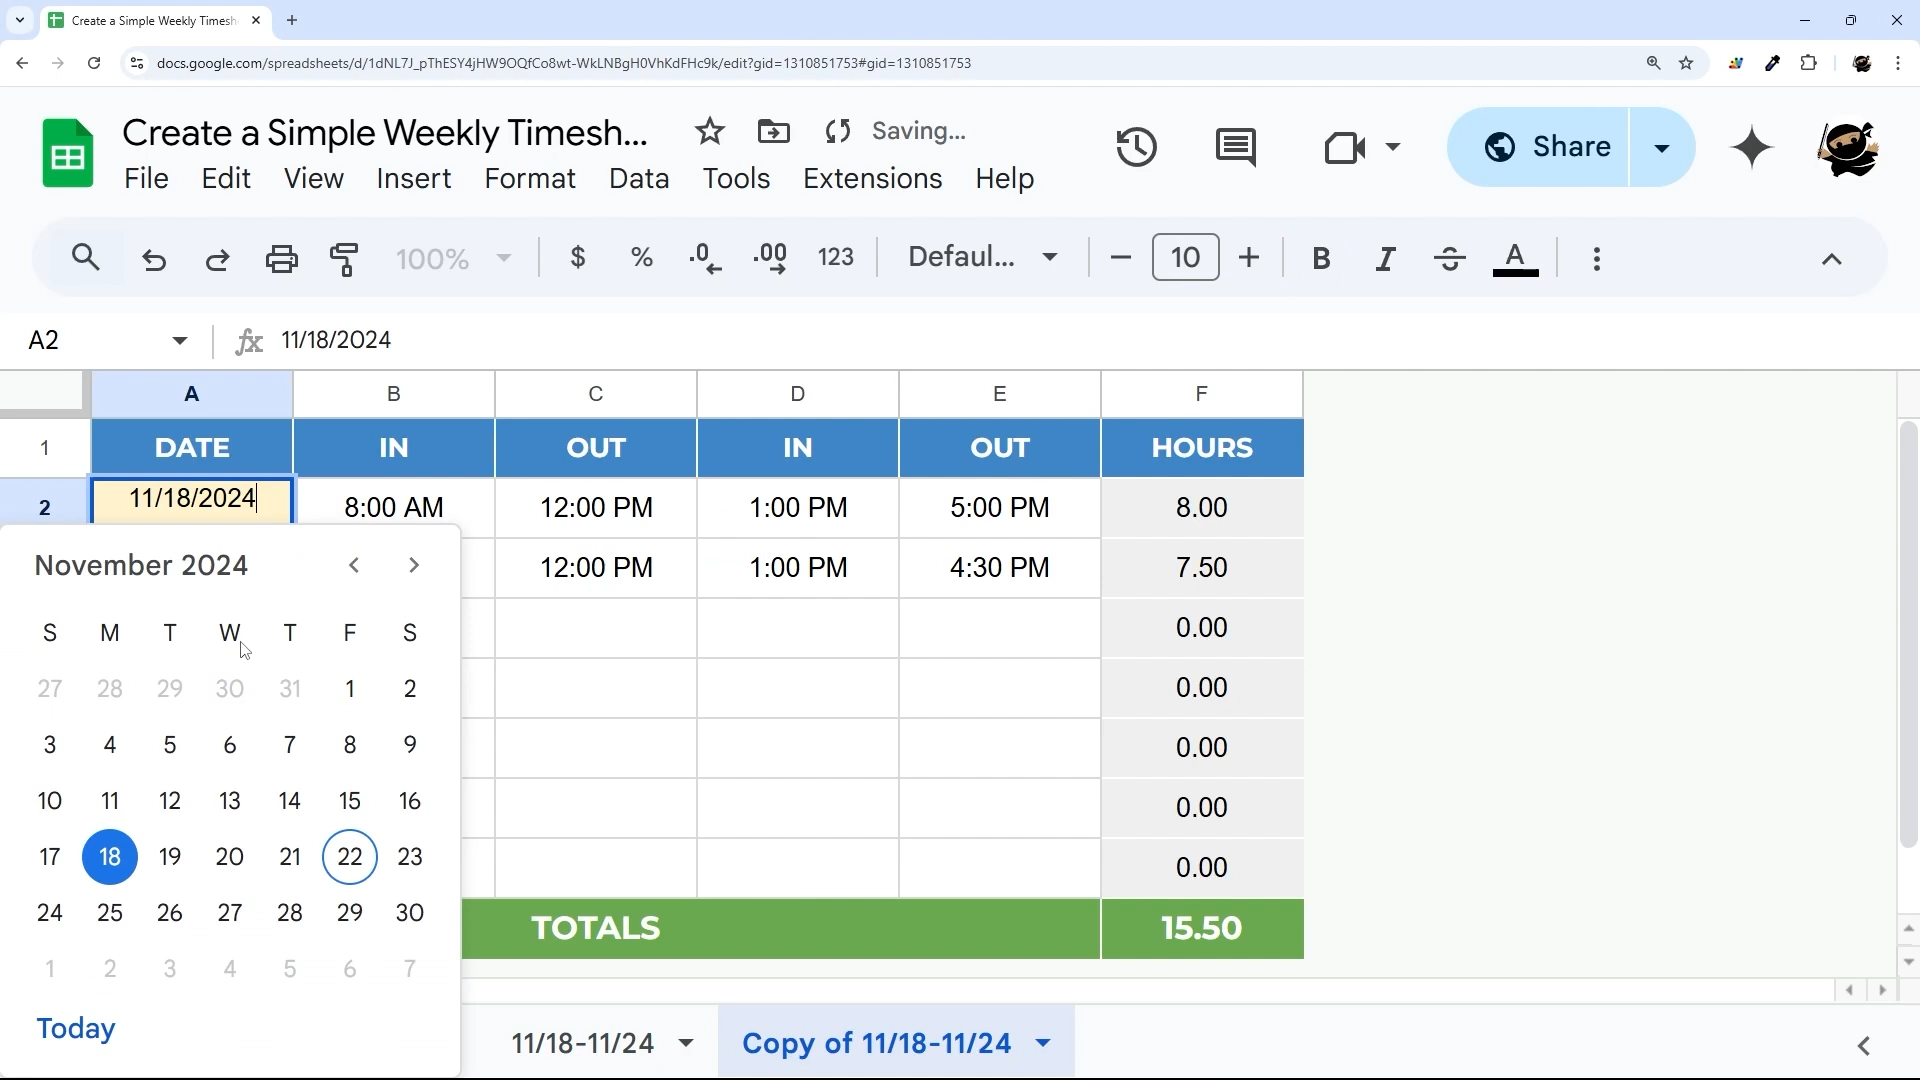 Create a Simple Weekly Timesh
docs.google.com/spreadsheets/d/1dNL7J_pThESY4jHW9OQfCo8wt-WkLNBgH0VhKdFHc9k/edit?gid=1310851753#gid=1310851753
Create a Simple Weekly Timesh... Saving...
File Edit View Insert Format Data Tools Extensions Help
Share
100% $ % .0 .00 123 Defaul... 10 B I S A
A2 fx 11/18/2024
A B C D E F
1 DATE IN OUT IN OUT HOURS
2 11/18/2024 8:00 AM 12:00 PM 1:00 PM 5:00 PM 8.00
12:00 PM 1:00 PM 4:30 PM 7.50
0.00
0.00
0.00
0.00
0.00
TOTALS 15.50
November 2024
S M T W T F S
27 28 29 30 31 1 2
3 4 5 6 7 8 9
10 11 12 13 14 15 16
17 18 19 20 21 22 23
24 25 26 27 28 29 30
1 2 3 4 5 6 7
Today
11/18-11/24 Copy of 11/18-11/24